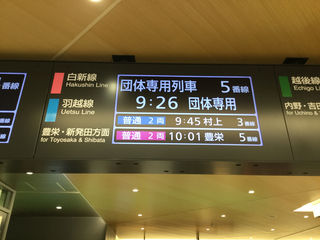 番線
白新線
Hakushin Line
羽越線
Uetsu Line
豊栄・新発田方面
for Toyosaka & Shibata
団体専用列車 5番線
9:26 団体専用
普通 2両 9:45 村上 3番線
普通 2両 10:01 豊栄 5番線
越後線
Echigo L
内野・吉
for Uchino & Y